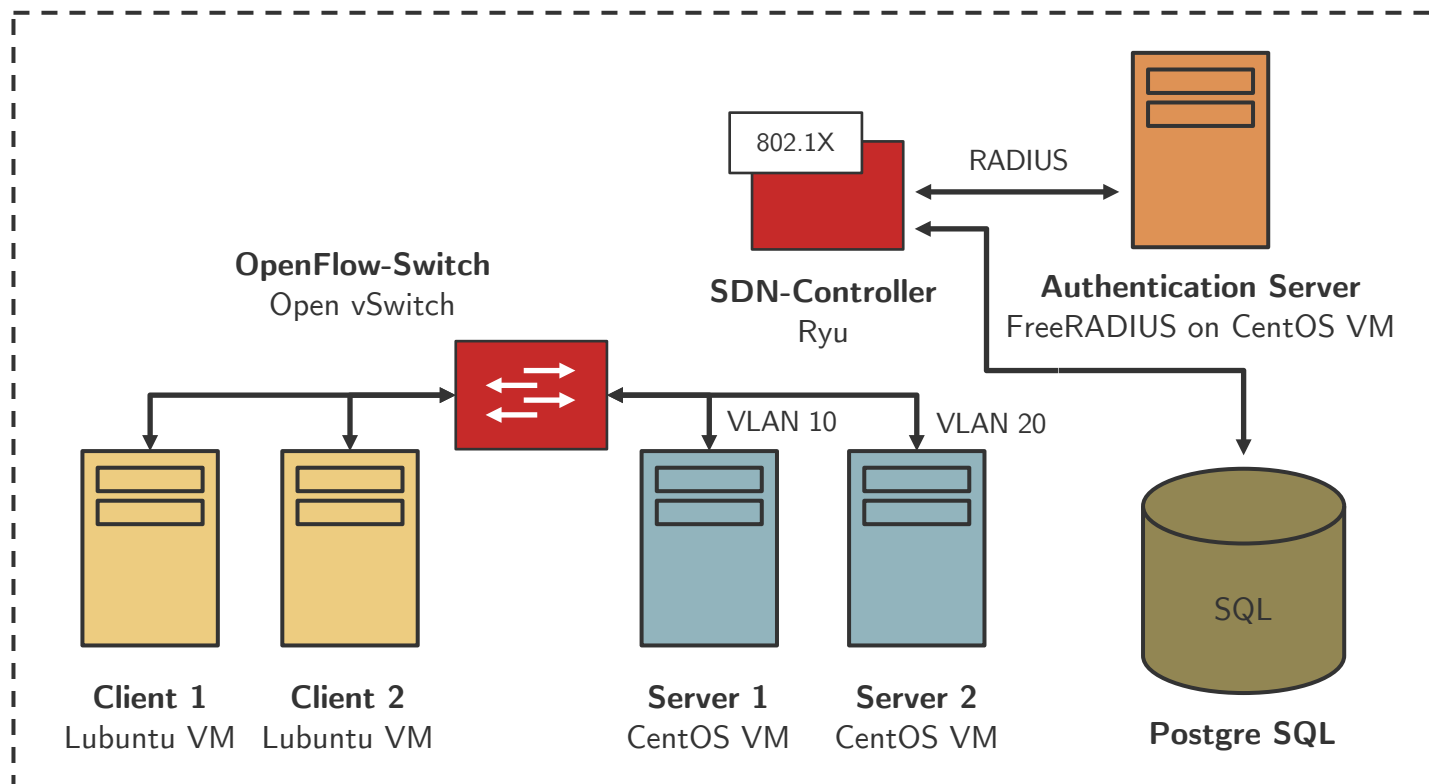 802.1X
RADIUS
OpenFlow-Switch
Open vSwitch
SDN-Controller
Ryu
Authentication Server
FreeRADIUS on CentOS VM
VLAN 10
VLAN 20
SQL
Client 1
Lubuntu VM
Client 2
Lubuntu VM
Server 1
CentOS VM
Server 2
CentOS VM
Postgre SQL